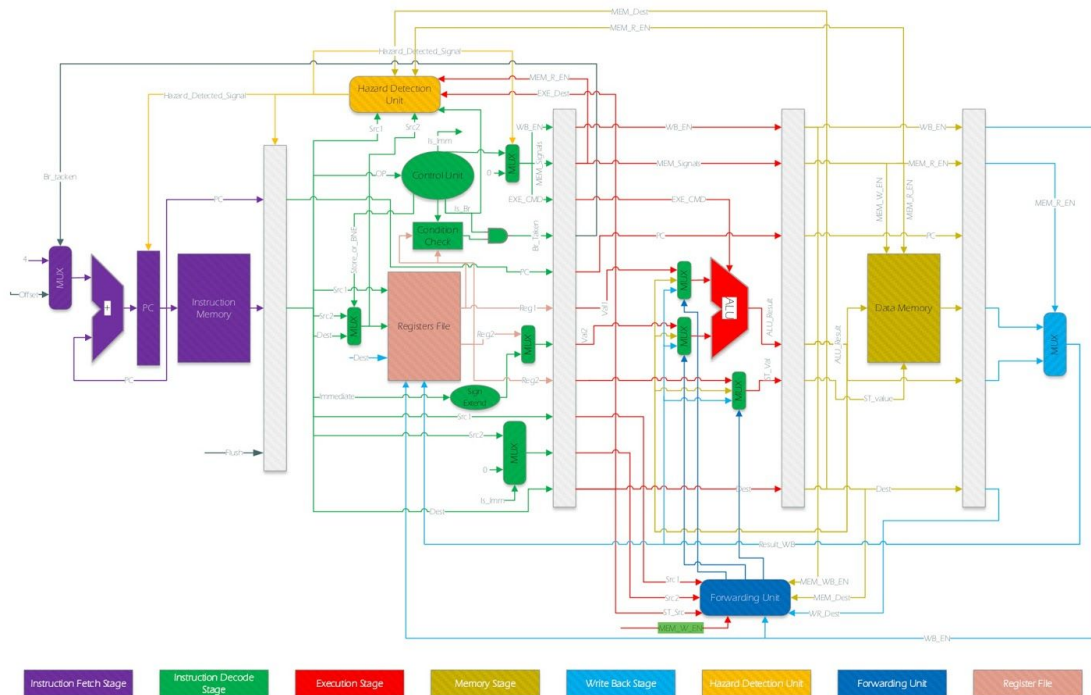 MEM_Dest
MEM_R_EN
Hazard_Detected_Signal
Hazard Detection
Unit
MEM_R_EN
EXE_Dest
Hazard_Detected_Signal
Src1
Src2
Is_Imm
WB_EN
WB_EN
WB_EN
MUX
MEM_Signals
MEM_Signals
MEM_R_EN
0
OP
Control Unit
Br_tacken
PC
EXE_CMD
EXE_CMD
MEM_W_EN
MEM_R_EN
MEM_R_EN
Is_Br
Condition
Check
Br_Taken
Store_or_BNE
PC
PC
PC
4
MUX
Offset
+
PC
Instruction
Memory
Src1
Src2
Dest
MUX
Registers File
Reg1
Reg2
MUX
Val1
Val2
MUX
MUX
ALU
ALU_Result
ALU_Result
Data Memory
MUX
Dest
PC
Reg2
Immediate
Sign
Extend
MUX
ST_Val
ST_value
Src1
Src2
MUX
0
Flush
Is_Imm
Dest
Dest
Dest
Result_WB
Src1
Src2
ST_Src
MEM_W_EN
Forwarding Unit
MEM_WB_EN
MEM_Dest
WR_Dest
WB_EN
Instruction Fetch Stage
Instruction Decode
Stage
Execution Stage
Memory Stage
Write Back Stage
Hazard Detection Unit
Forwarding Unit
Register File